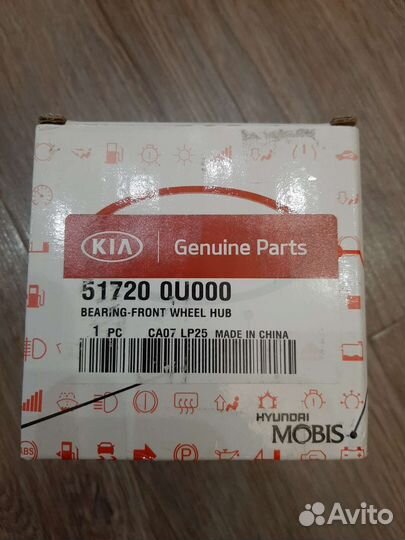 KIA
Genuine Parts
51720 0U000
BEARING-FRONT WHEEL HUB
1 PC CA07 LP25 MADE IN CHINA
HYUNDAI
MOBIS
ABS
P
Avito